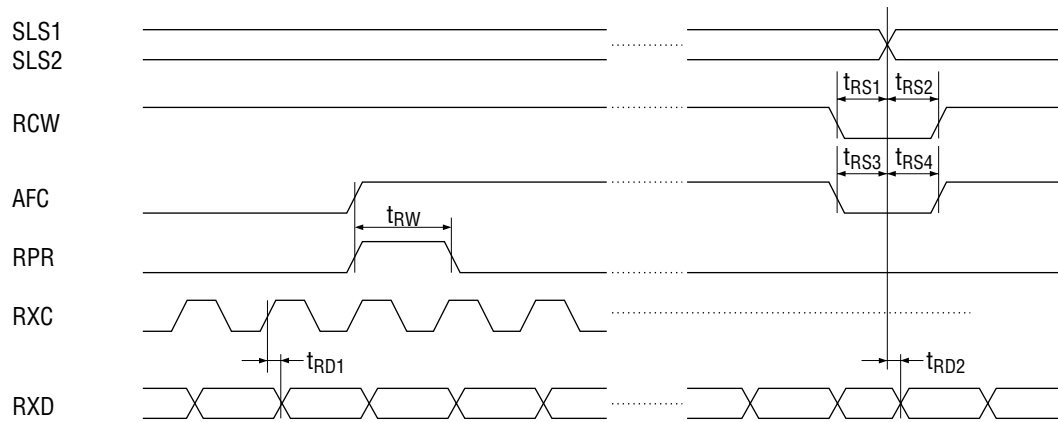 SLS1
SLS2
tRS1 tRS2
RCW
tRS3 tRS4
AFC
tRW
RPR
RXC
tRD1 tRD2
RXD